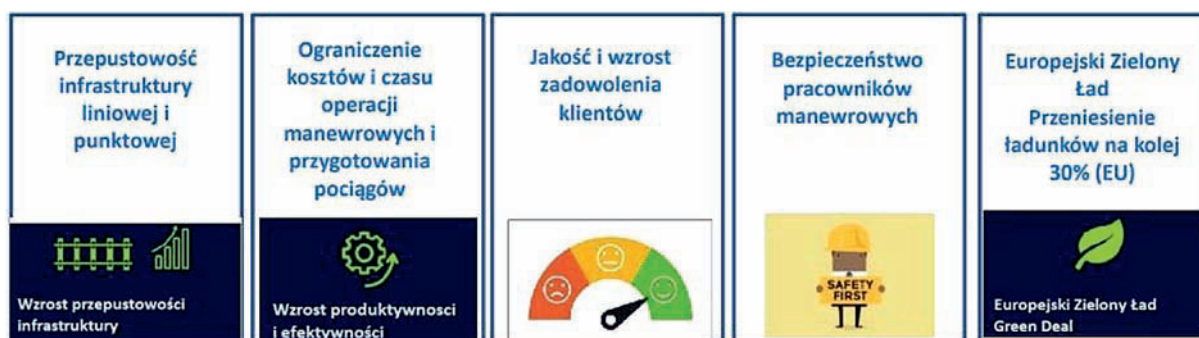 Przepustowość
infrastruktury
liniowej i
punktowej
Wzrost przepustowości
infrastruktury
Ograniczenie
kosztów i czasu
operacji
manewrowych i
przygotowania
pociągów
Wzrost produktywnosci
i efektywności
Jakość i wzrost
zadowolenia
klientów
Bezpieczeństwo
pracowników
manewrowych
SAFETY
FIRST
Europejski Zielony
Ład
Przeniesienie
ładunków na kolej
30% (EU)
Europejski Zielony Ład
Green Deal